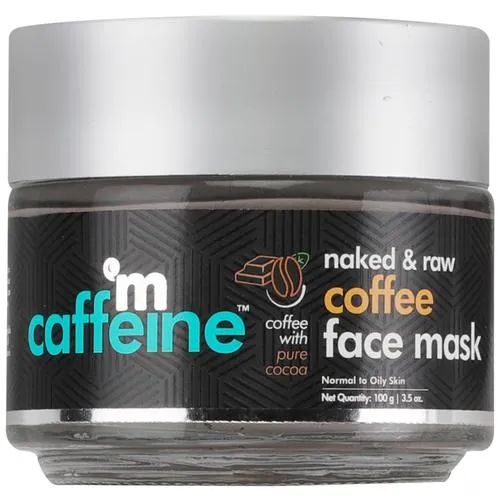 'm
caffeine™
coffee
with
pure
cocoa
naked & raw
coffee
face mask
Normal to Oily Skin
Net Quantity: 100 g | 3.5 oz.